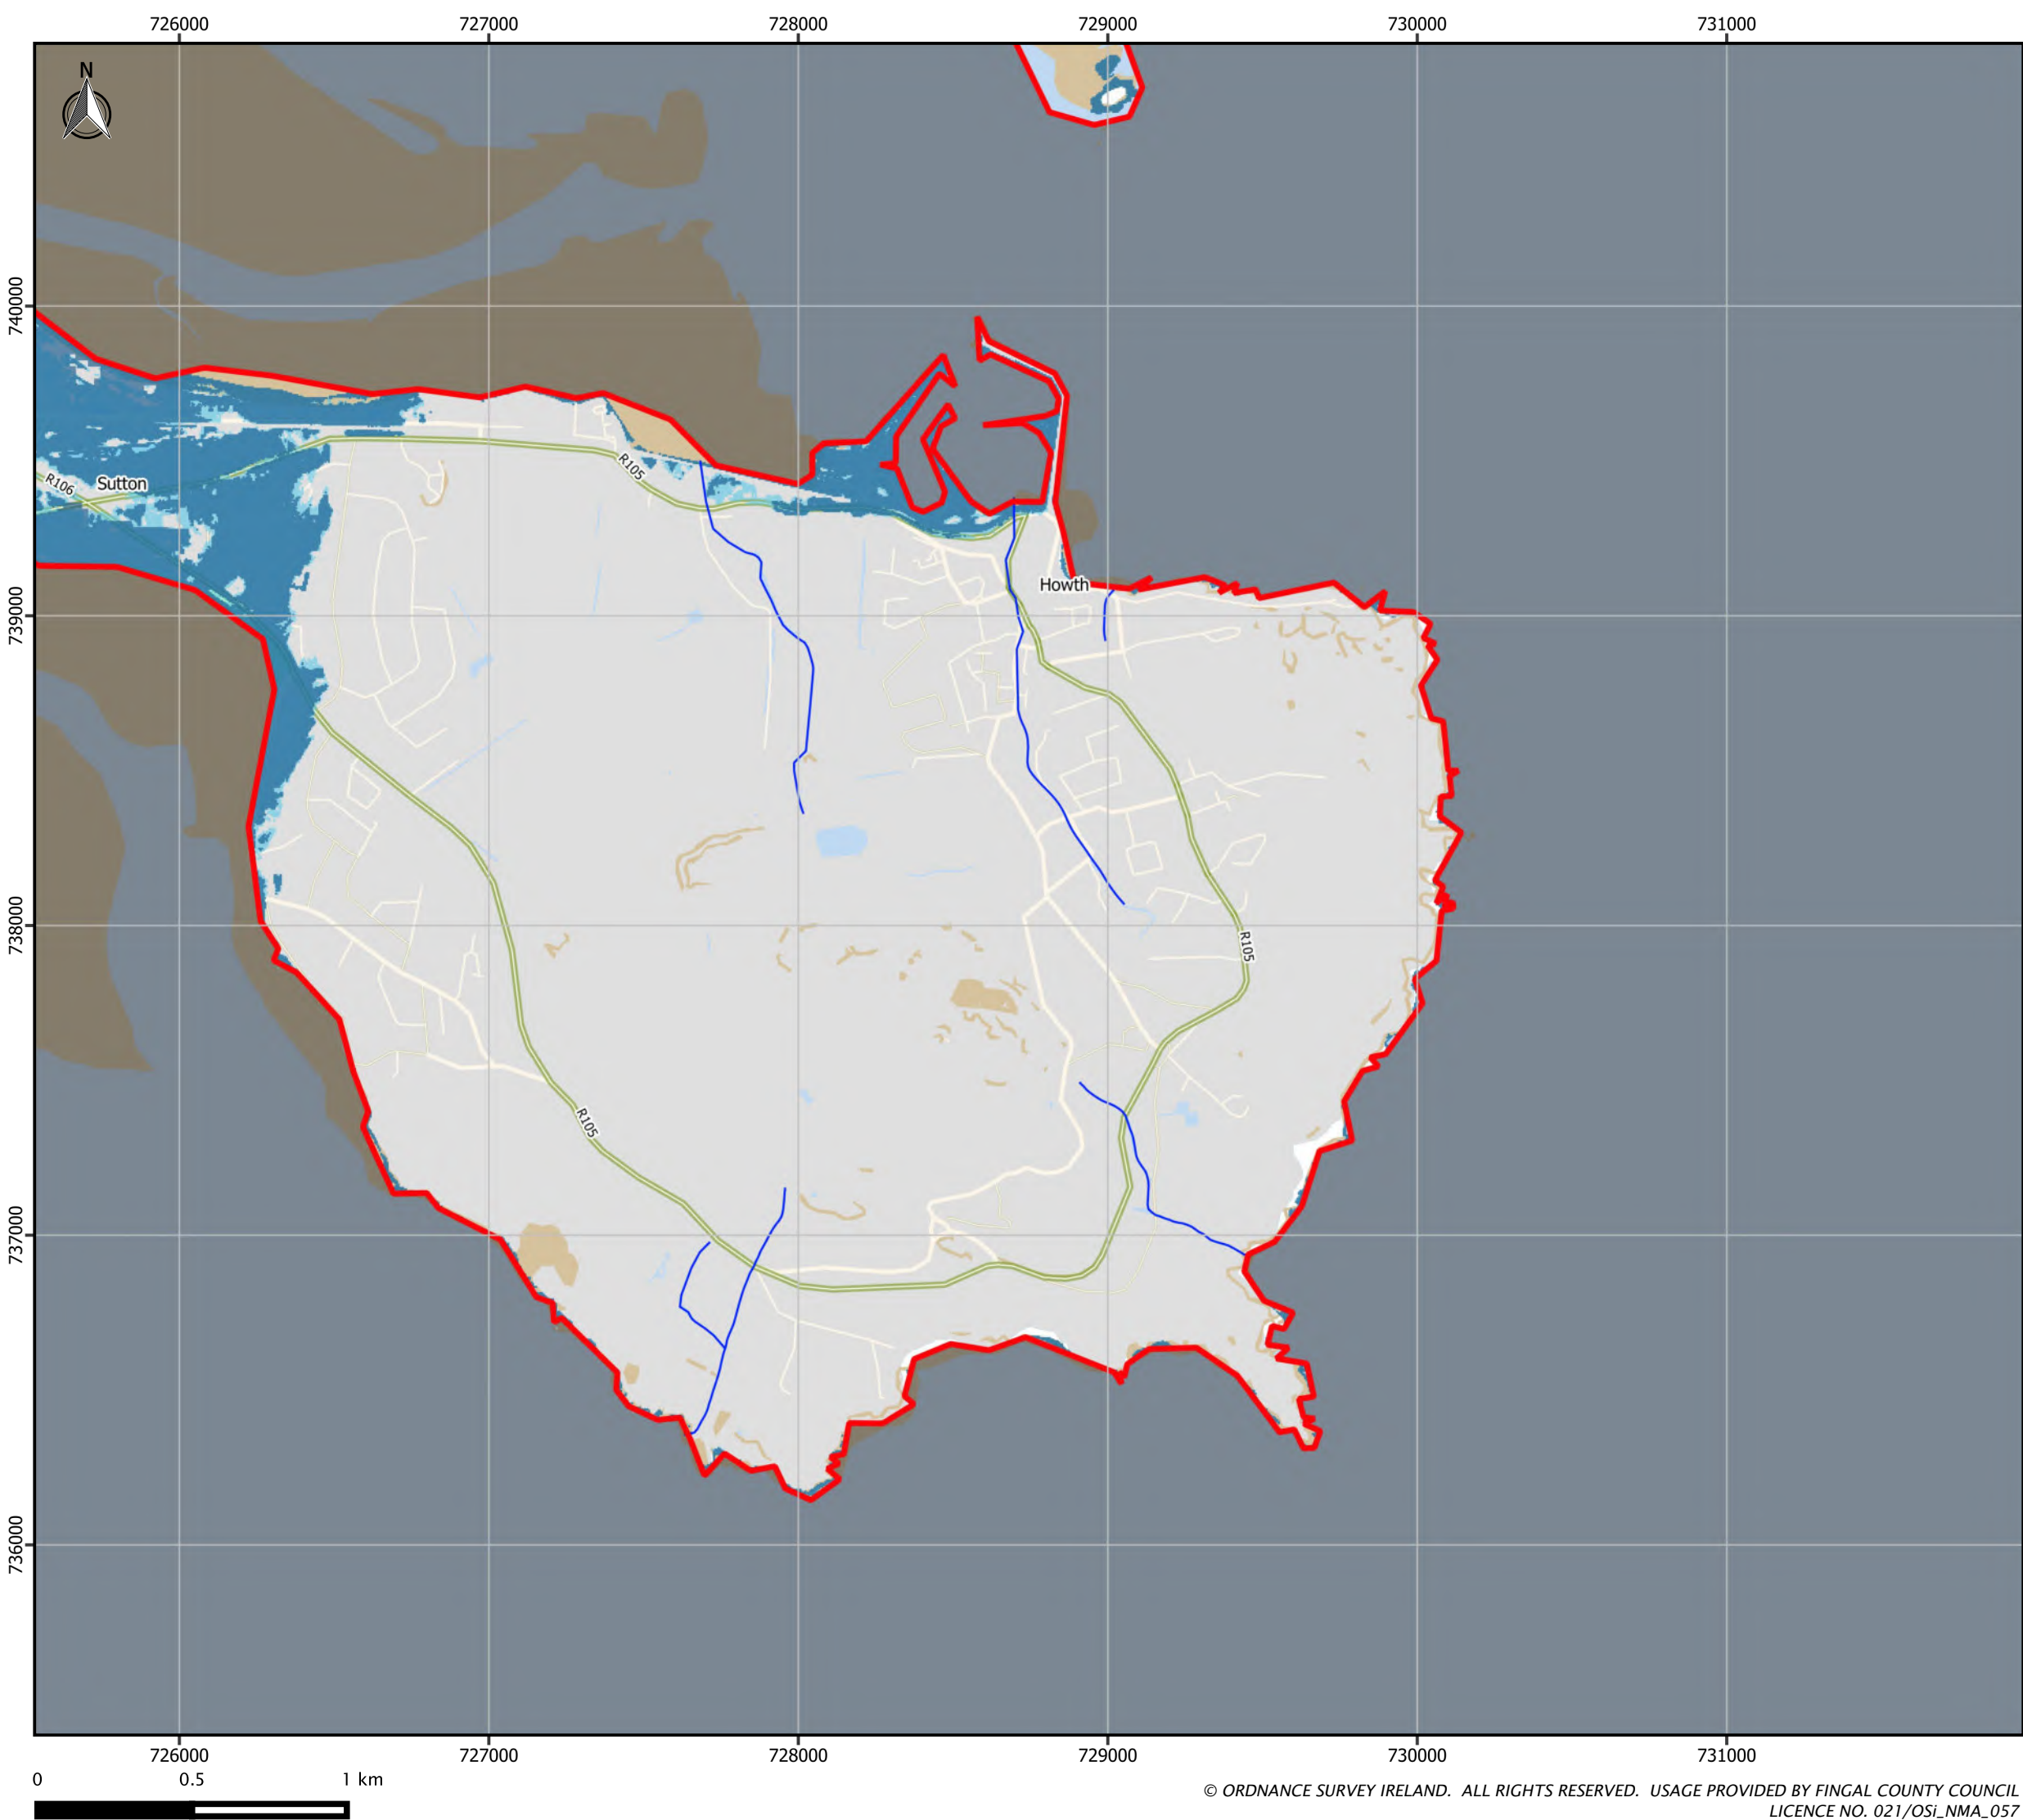 726000 727000 728000 729000 730000 731000
N
740000
R106
Sutton
R105
Howth
739000
738000
R105
R105
737000
736000
726000 727000 728000 729000 730000 731000
0 0.5 1 km
© ORDNANCE SURVEY IRELAND. ALL RIGHTS RESERVED. USAGE PROVIDED BY FINGAL COUNTY COUNCIL
LICENCE NO. 021/OSi_NMA_057